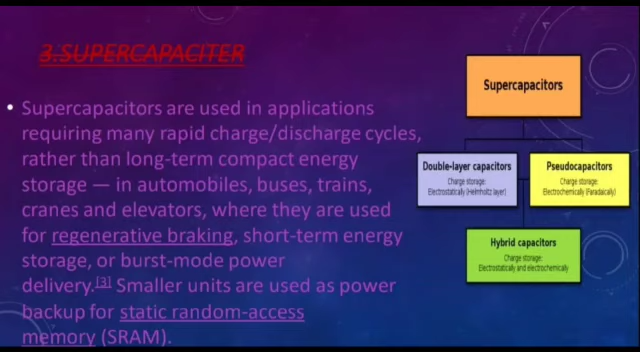 3.SUPERCAPACITER
• Supercapacitors are used in applications
requiring many rapid charge/discharge cycles,
rather than long-term compact energy
storage — in automobiles, buses, trains,
cranes and elevators, where they are used
for regenerative braking, short-term energy
storage, or burst-mode power
delivery.[3] Smaller units are used as power
backup for static random-access
memory (SRAM).
Supercapacitors
Double-layer capacitors
Charge storage:
Electrostatically (Helmholtz layer)
Pseudocapacitors
Charge storage:
Electrochemically (Faradaically)
Hybrid capacitors
Charge storage:
Electrostatically and electrochemically